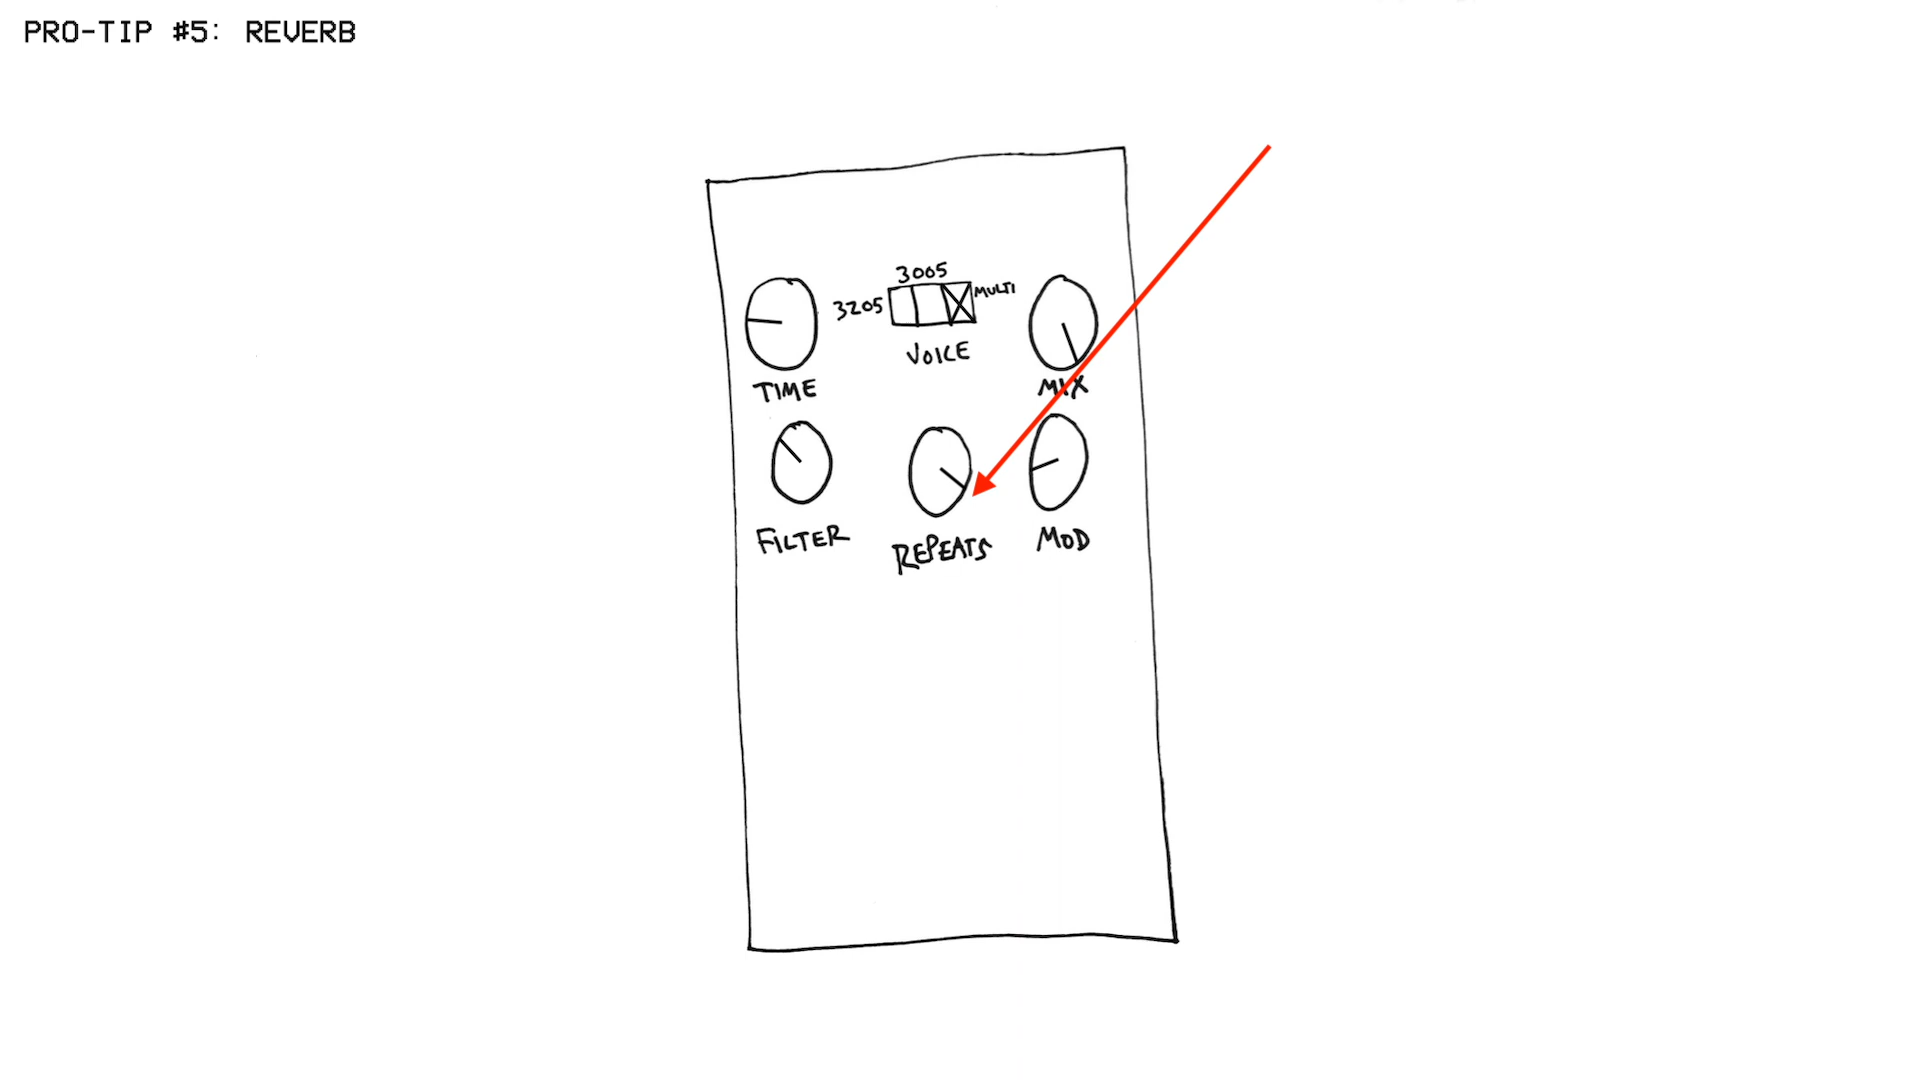 PRO-TIP #5: REVERB
3005
3205
MULTI
VOICE
TIME
MIX
FILTER
REPEATS
MOD